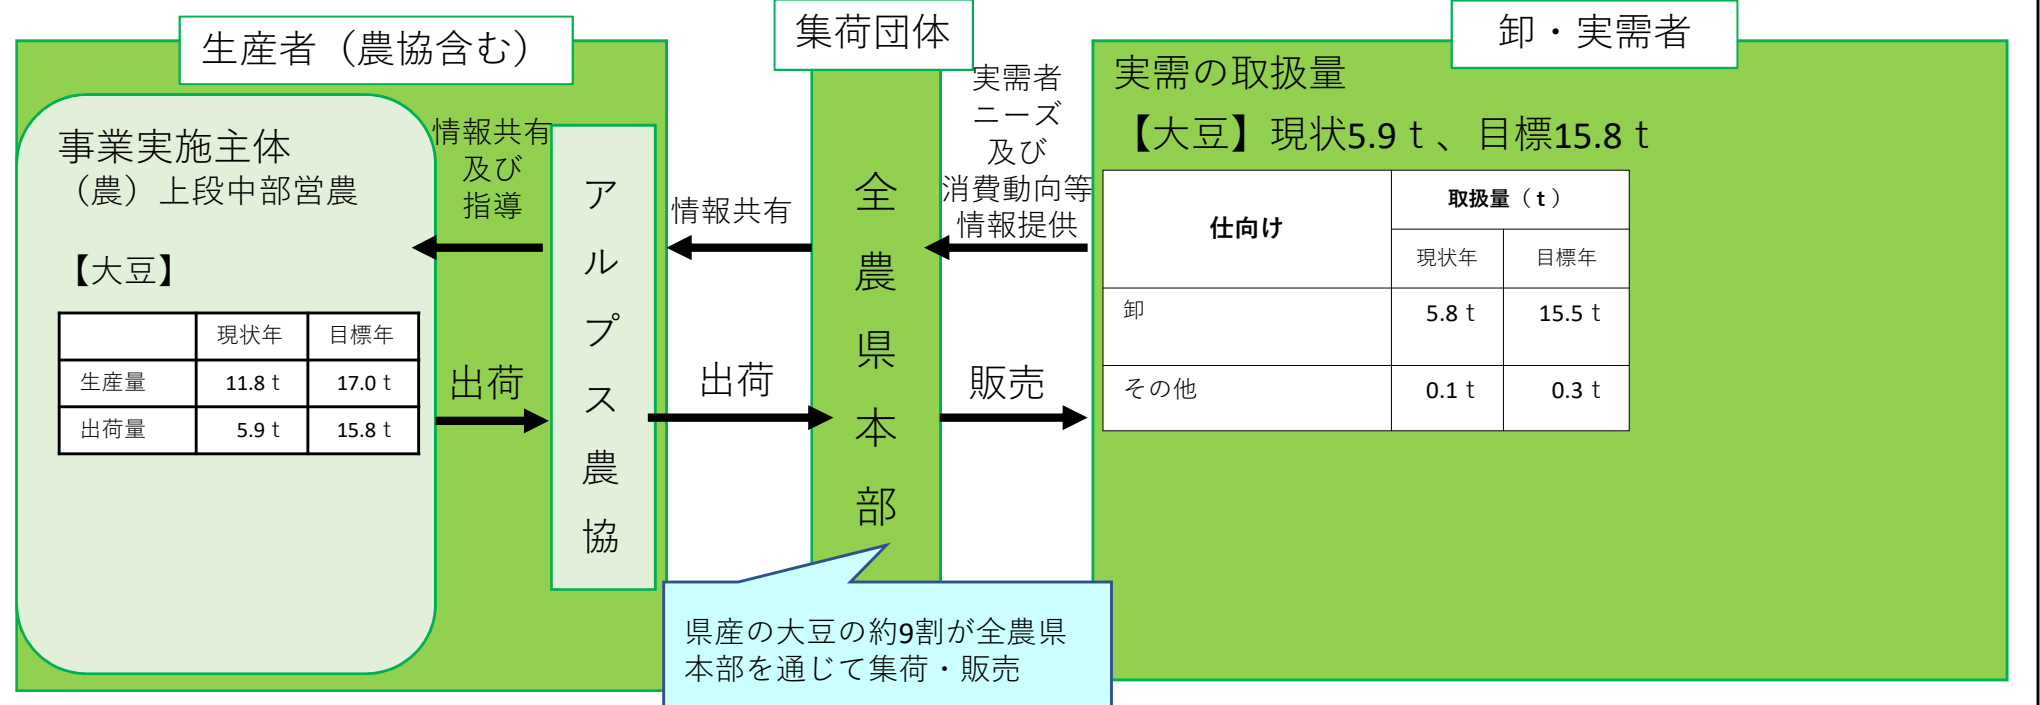 生産者（農協含む）
事業実施主体
（農）上段中部営農
【大豆】
現状年 目標年
生産量 11.8ｔ 17.0ｔ
出荷量 5.9ｔ 15.8ｔ
情報共有
及び
指導
出荷
アルプス農協
情報共有
出荷
集荷団体
全農県本部
県産の大豆の約9割が全農県
本部を通じて集荷・販売
実需者
ニーズ
及び
消費動向等
情報提供
販売
卸・実需者
実需の取扱量
【大豆】現状5.9ｔ、目標15.8ｔ
仕向け 取扱量（ｔ）
現状年 目標年
卸 5.8ｔ 15.5ｔ
その他 0.1ｔ 0.3ｔ